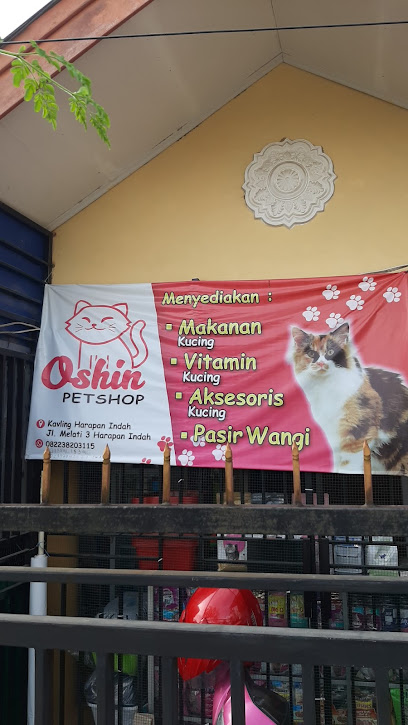 Oshin
PETSHOP
Kavling Harapan Indah
Jl. Melati 3 Harapan Indah
082238203115
Menyediakan :
▪ Makanan
Kucing
▪ Vitamin
Kucing
▪ Aksesoris
Kucing
▪ Pasir Wangi